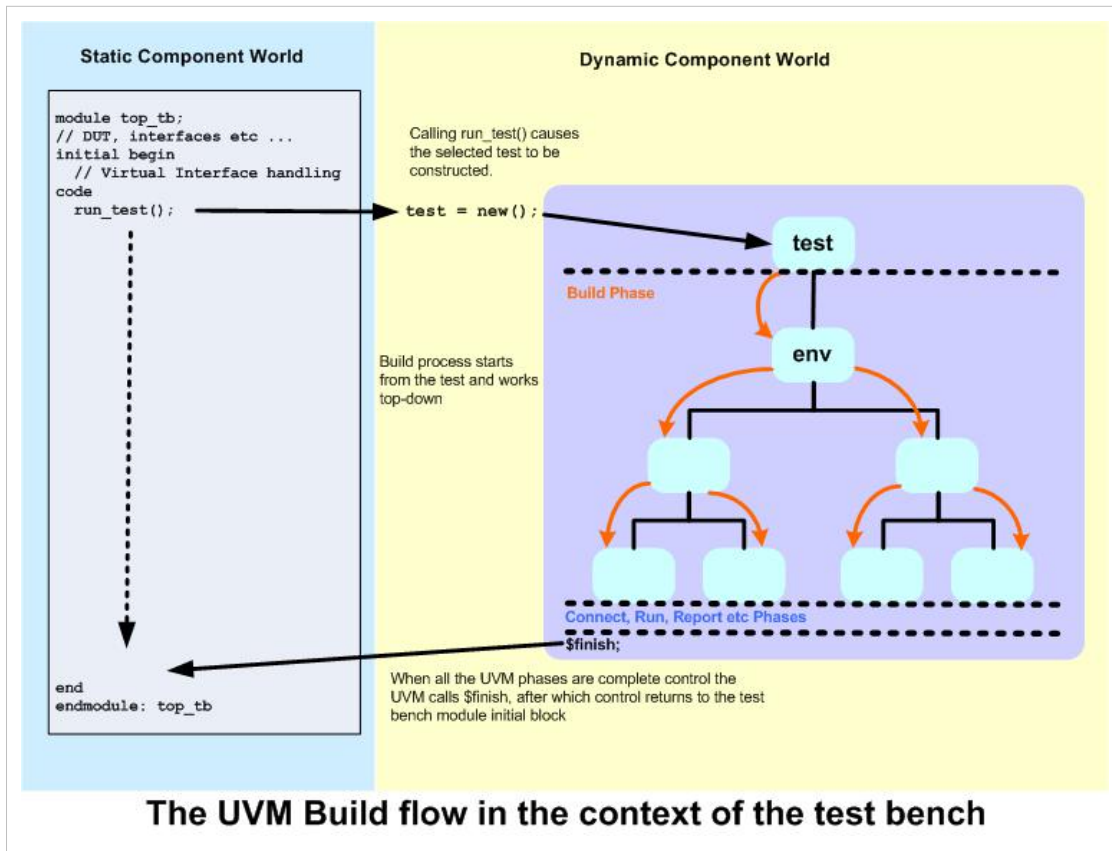 Static Component World
Dynamic Component World
module top_tb;
// DUT, interfaces etc ...
initial begin
// Virtual Interface handling
code
run_test();
Calling run_test() causes
the selected test to be
constructed.
test = new();
test
Build Phase
env
Build process starts
from the test and works
top-down
Connect, Run, Report etc Phases
$finish;
When all the UVM phases are complete control the
UVM calls $finish, after which control returns to the test
bench module initial block
end
endmodule: top_tb
The UVM Build flow in the context of the test bench